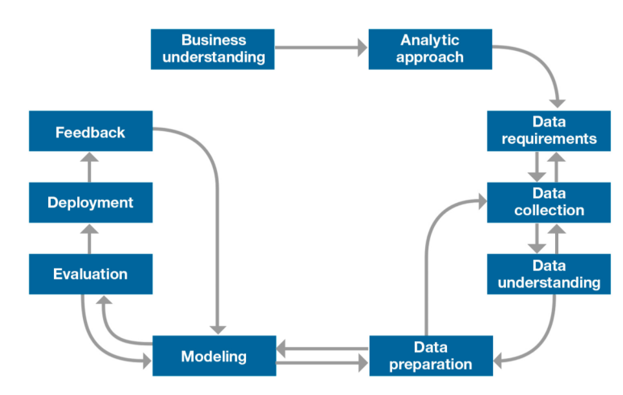 Business
understanding
Analytic
approach
Data
requirements
Data
collection
Data
understanding
Data
preparation
Modeling
Evaluation
Deployment
Feedback